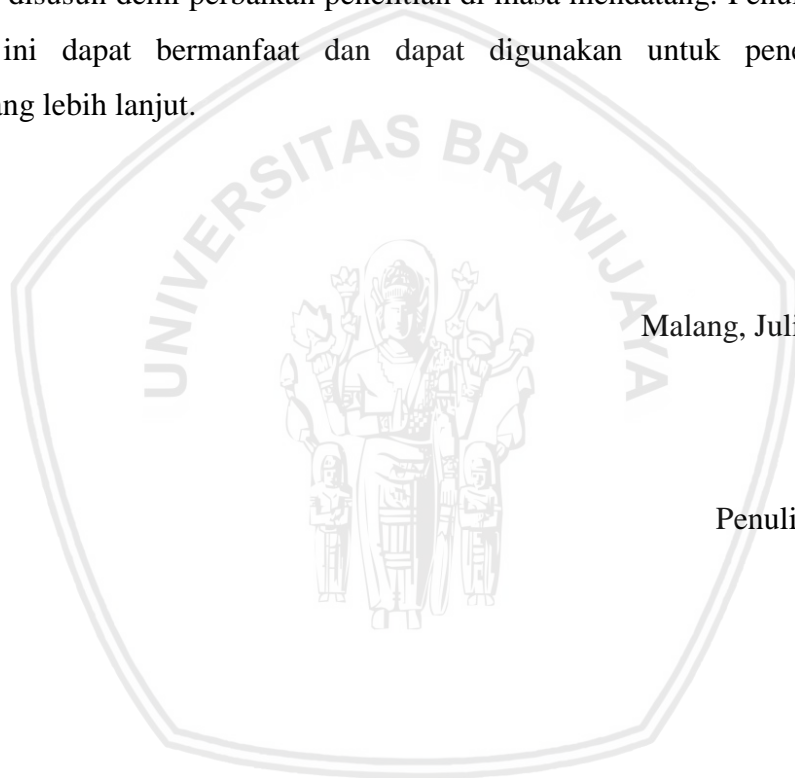 disusun demi perbaikan penelitian di masa mendatang.
ini dapat bermanfaat dan dapat digunakan untuk
lebih lanjut.
UNIVERSITAS BRAWIJAYA
Malang, Juli